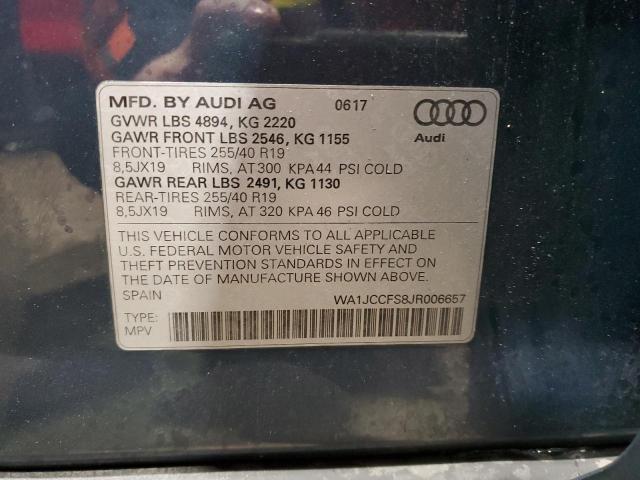 MFD. BY AUDI AG 0617
GVWR LBS 4894, KG 2220
GAWR FRONT LBS 2546, KG 1155
Audi
FRONT-TIRES 255/40 R19
8,5JX19 RIMS, AT 300 KPA 44 PSI COLD
GAWR REAR LBS 2491, KG 1130
REAR-TIRES 255/40 R19
8,5JX19 RIMS, AT 320 KPA 46 PSI COLD
THIS VEHICLE CONFORMS TO ALL APPLICABLE
U.S. FEDERAL MOTOR VEHICLE SAFETY AND
THEFT PREVENTION STANDARDS IN EFFECT ON
THE DATE OF MANUFACTURE SHOWN ABOVE.
SPAIN WA1JCCFS8JR006657
TYPE:
MPV